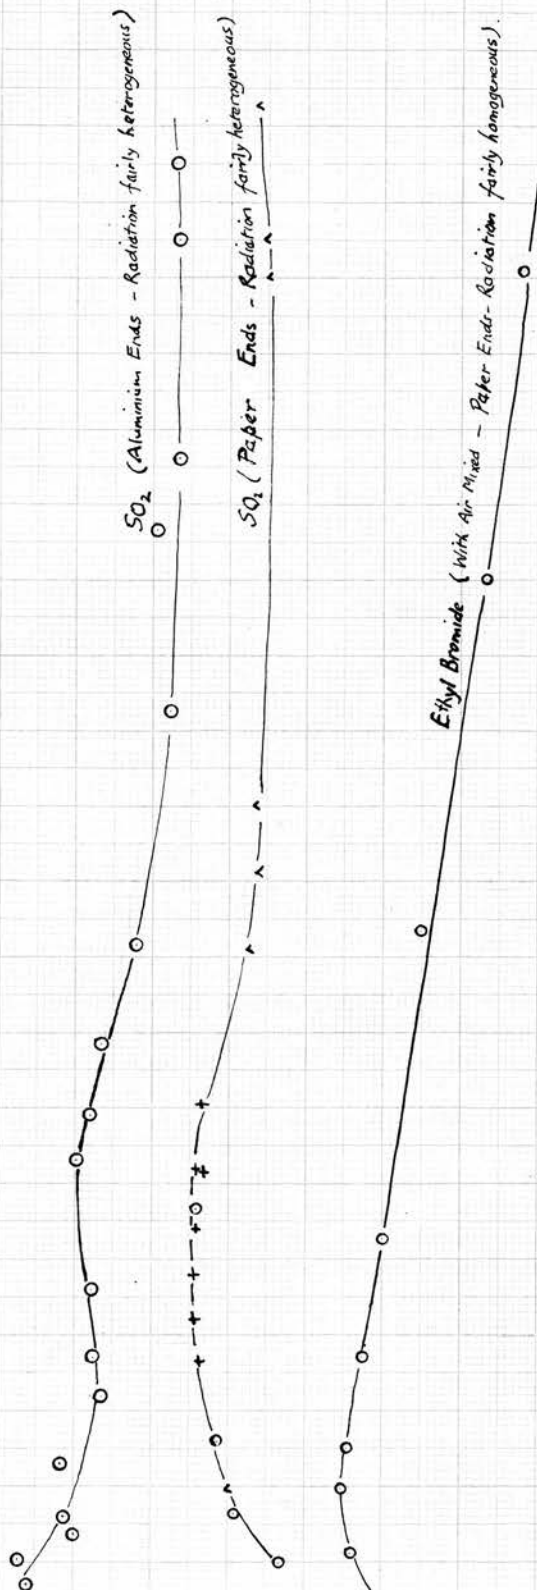 SO₂ (Aluminium Ends - Radiation fairly heterogeneous)
SO₂ (Paper Ends - Radiation fairly heterogeneous)
Ethyl Bromide (With Air Mixed - Paper Ends - Radiation fairly homogeneous).